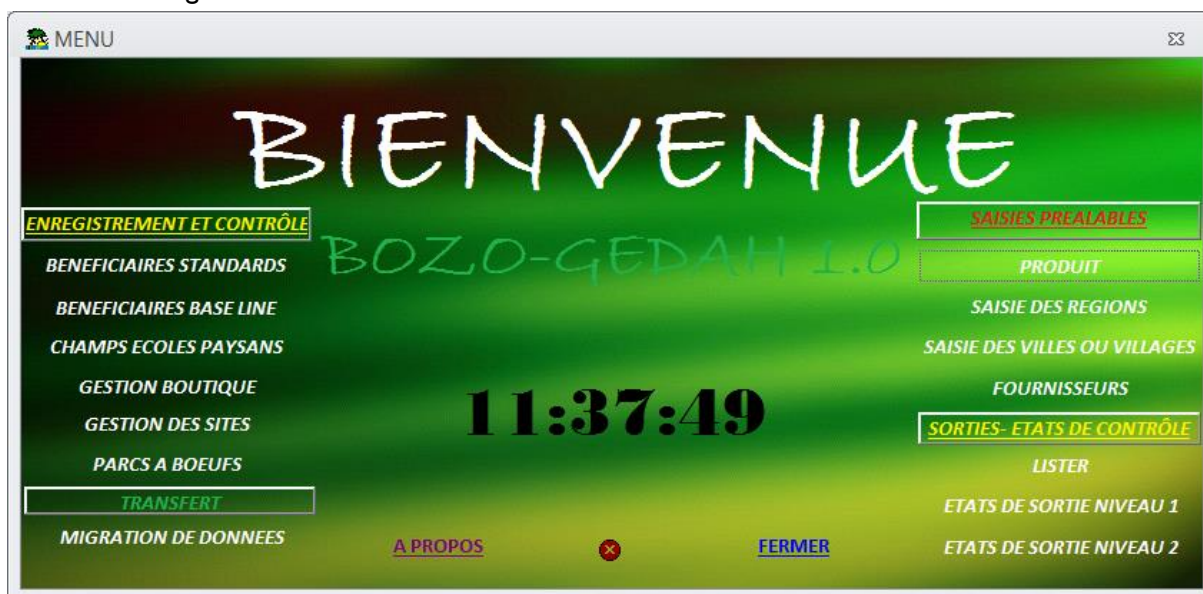 MENU
BIENVENUE
BOZO-GEDAH 1.0
11:37:49
ENREGISTREMENT ET CONTRÔLE
BENEFICIAIRES STANDARDS
BENEFICIAIRES BASE LINE
CHAMPS ECOLES PAYSANS
GESTION BOUTIQUE
GESTION DES SITES
PARCS A BOEUFS
TRANSFERT
MIGRATION DE DONNEES
A PROPOS
FERMER
SAISIES PREALABLES
PRODUIT
SAISIE DES REGIONS
SAISIE DES VILLES OU VILLAGES
FOURNISSEURS
SORTIES- ETATS DE CONTRÔLE
LISTER
ETATS DE SORTIE NIVEAU 1
ETATS DE SORTIE NIVEAU 2